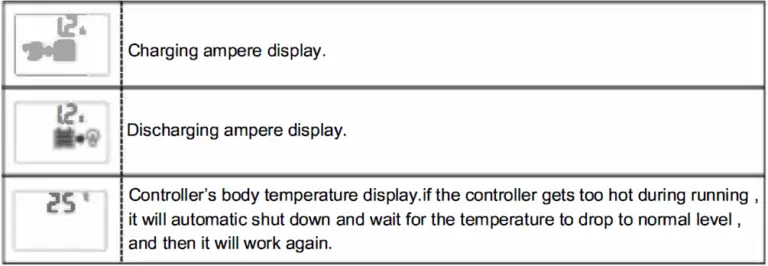 12.
Charging ampere display.
12.
Discharging ampere display.
25
Controller's body temperature display.if the controller gets too hot during running ,
it will automatic shut down and wait for the temperature to drop to normal level ,
and then it will work again.